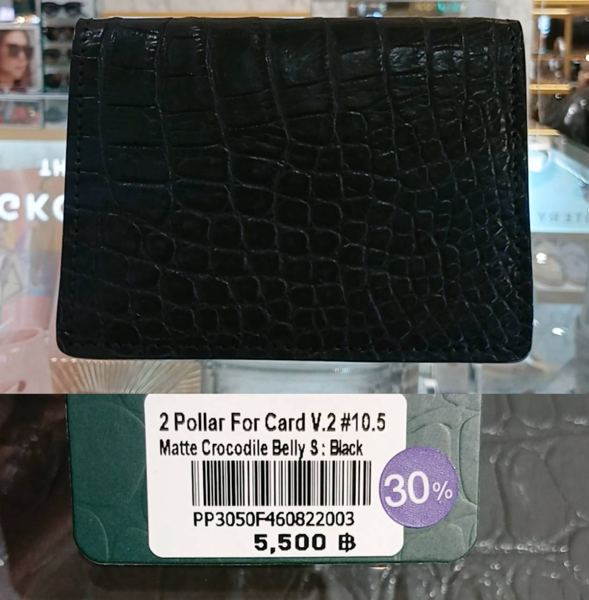 2 Pollar For Card V.2 #10.5
Matte Crocodile Belly S : Black
30%
PP3050F460822003
5,500 ฿